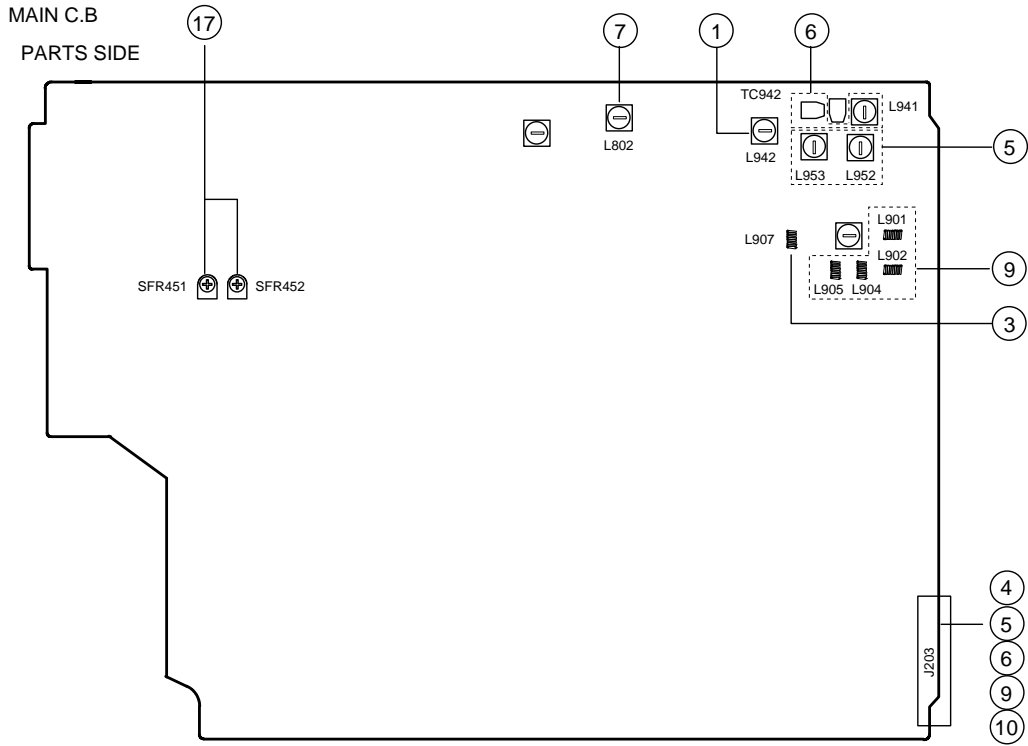 MAIN C.B
PARTS SIDE
17
7
1
6
TC942
L941
L802
L942
5
L953
L952
L901
L907
L902
9
SFR451
SFR452
L905
L904
3
4
5
J203
6
9
10